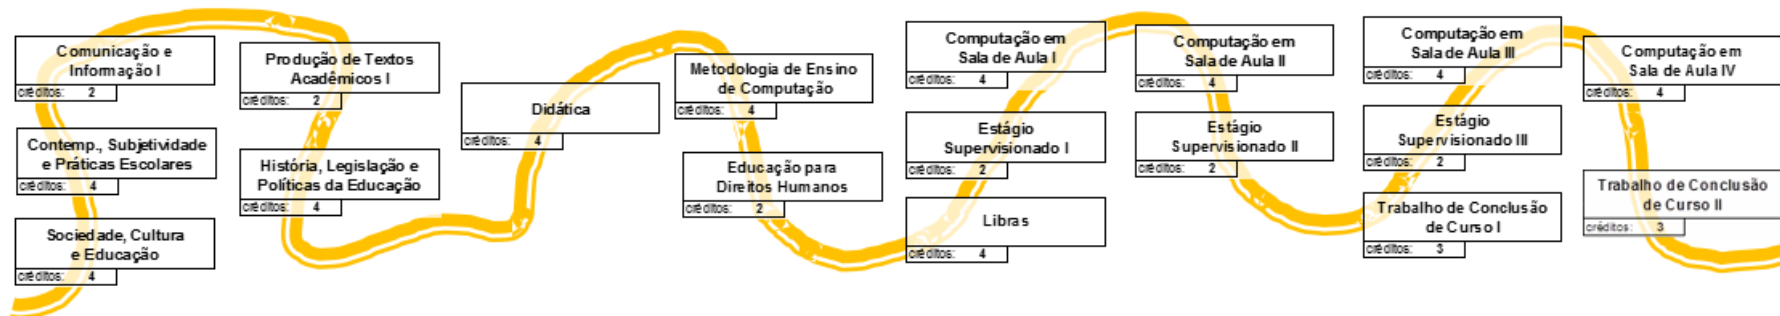 Comunicação e
Informação I
créditos: 2
Contemp., Subjetividade
e Práticas Escolares
créditos: 4
Sociedade, Cultura
e Educação
créditos: 4
Produção de Textos
Acadêmicos I
créditos: 2
História, Legislação e
Políticas da Educação
créditos: 4
Didática
créditos: 4
Metodologia de Ensino
de Computação
créditos: 4
Educação para
Direitos Humanos
créditos: 2
Computação em
Sala de Aula I
créditos: 4
Estágio
Supervisionado I
créditos: 2
Libras
créditos: 4
Computação em
Sala de Aula II
créditos: 4
Estágio
Supervisionado II
créditos: 2
Computação em
Sala de Aula III
créditos: 4
Estágio
Supervisionado III
créditos: 2
Trabalho de Conclusão
de Curso I
créditos: 3
Computação em
Sala de Aula IV
créditos: 4
Trabalho de Conclusão
de Curso II
créditos: 3